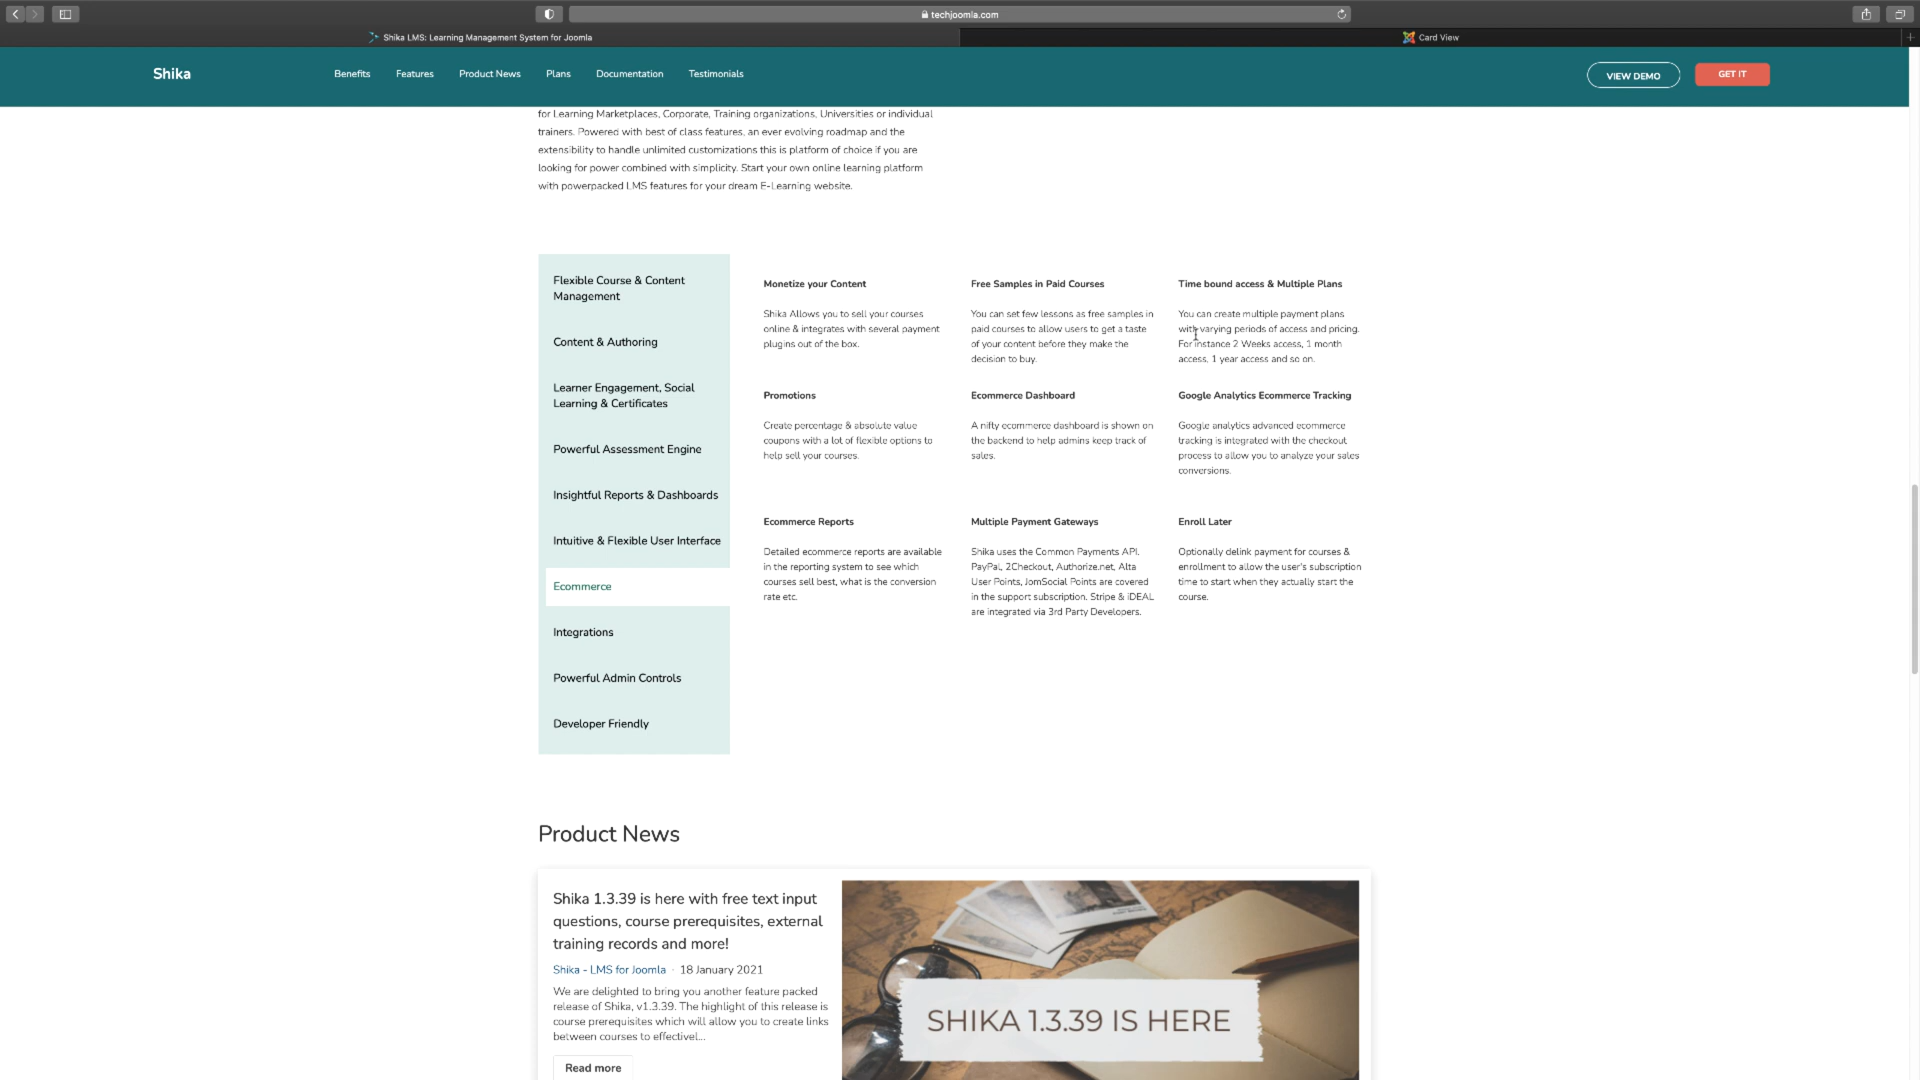 techjoomla.com
Shika LMS: Learning Management System for Joomla
Card View
Shika
Benefits
Features
Product News
Plans
Documentation
Testimonials
VIEW DEMO
GET IT
for Learning Marketplaces, Corporate, Training organizations, Universities or individual
trainers. Powered with best of class features, an ever evolving roadmap and the
extensibility to handle unlimited customizations this is platform of choice if you are
looking for power combined with simplicity. Start your own online learning platform
with powerpacked LMS features for your dream E-Learning website.
Flexible Course & Content
Management
Content & Authoring
Learner Engagement, Social
Learning & Certificates
Powerful Assessment Engine
Insightful Reports & Dashboards
Intuitive & Flexible User Interface
Ecommerce
Integrations
Powerful Admin Controls
Developer Friendly
Monetize your Content
Shika Allows you to sell your courses
online & integrates with several payment
plugins out of the box.
Free Samples in Paid Courses
You can set few lessons as free samples in
paid courses to allow users to get a taste
of your content before they make the
decision to buy.
Time bound access & Multiple Plans
You can create multiple payment plans
with varying periods of access and pricing.
For instance 2 Weeks access, 1 month
access, 1 year access and so on.
Promotions
Create percentage & absolute value
coupons with a lot of flexible options to
help sell your courses.
Ecommerce Dashboard
A nifty ecommerce dashboard is shown on
the backend to help admins keep track of
sales.
Google Analytics Ecommerce Tracking
Google analytics advanced ecommerce
tracking is integrated with the checkout
process to allow you to analyze your sales
conversions.
Ecommerce Reports
Detailed ecommerce reports are available
in the reporting system to see which
courses sell best, what is the conversion
rate etc.
Multiple Payment Gateways
Shika uses the Common Payments API.
PayPal, 2Checkout, Authorize.net, Alta
User Points, JomSocial Points are covered
in the support subscription. Stripe & iDEAL
are integrated via 3rd Party Developers.
Enroll Later
Optionally delink payment for courses &
enrollment to allow the user's subscription
time to start when they actually start the
course.
Product News
Shika 1.3.39 is here with free text input
questions, course prerequisites, external
training records and more!
Shika - LMS for Joomla · 18 January 2021
We are delighted to bring you another feature packed
release of Shika, v1.3.39. The highlight of this release is
course prerequisites which will allow you to create links
between courses to effectivel...
Read more
SHIKA 1.3.39 IS HERE